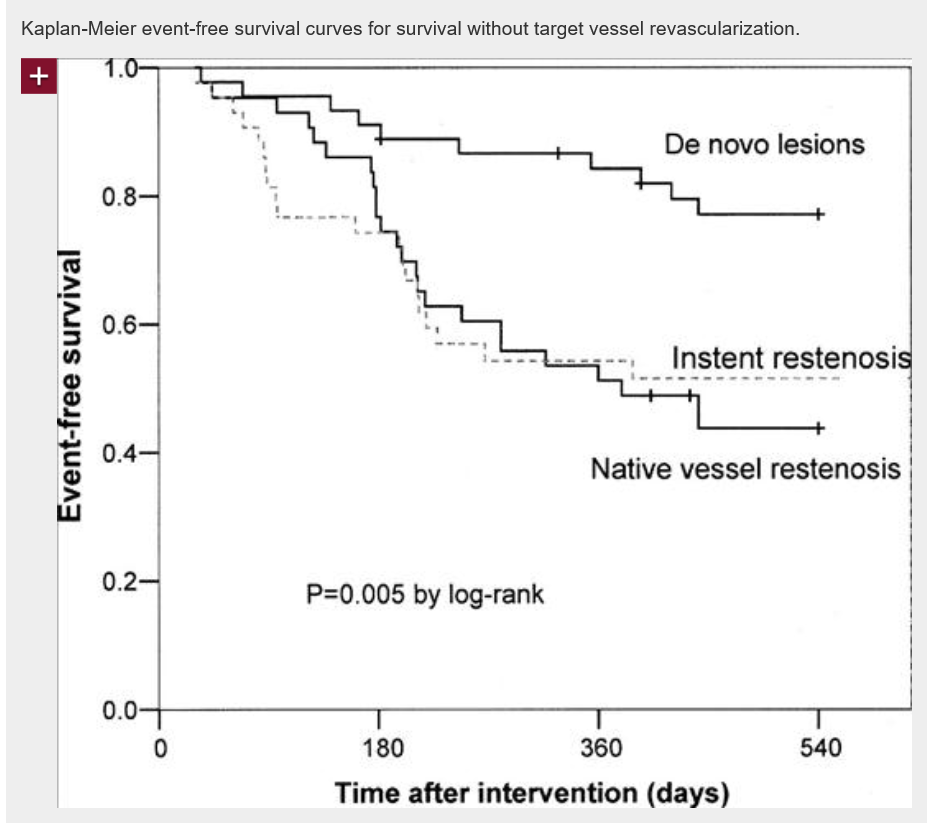 Kaplan-Meier event-free survival curves for survival without target vessel revascularization.
+
1.0
0.8
0.6
0.4
0.2
0.0
Event-free survival
De novo lesions
Instent restenosis
Native vessel restenosis
P=0.005 by log-rank
0 180 360 540
Time after intervention (days)